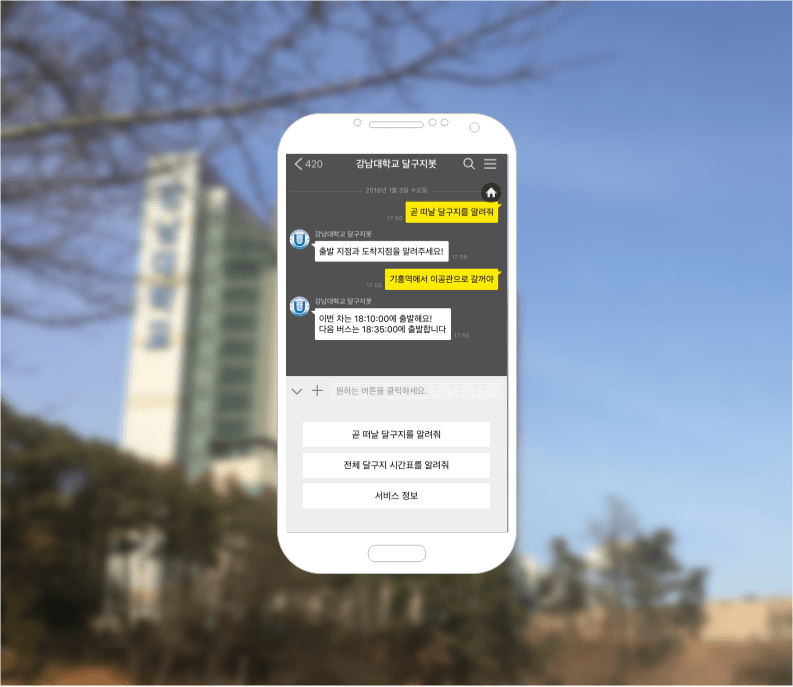 420
강남대학교 달구지봇
2018년 1월 3일 수요일
곧 떠날 달구지를 알려줘
17:56
강남대학교 달구지봇
출발 지점과 도착지점을 알려주세요!
17:56
기흥역에서 이공관으로 갈꺼야
17:56
강남대학교 달구지봇
이번 차는 18:10:00에 출발해요!
다음 버스는 18:35:00에 출발합니다
17:56
원하는 버튼을 클릭하세요.
곧 떠날 달구지를 알려줘
전체 달구지 시간표를 알려줘
서비스 정보